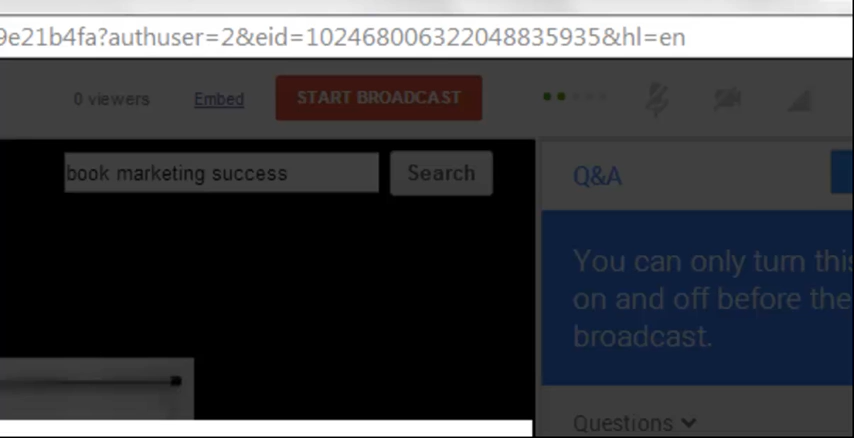 9e21b4fa?authuser=2&eid=102468006322048835935&hl=en
0 viewers Embed START BROADCAST
book marketing success Search
Q&A
You can only turn this
on and off before the
broadcast.
Questions